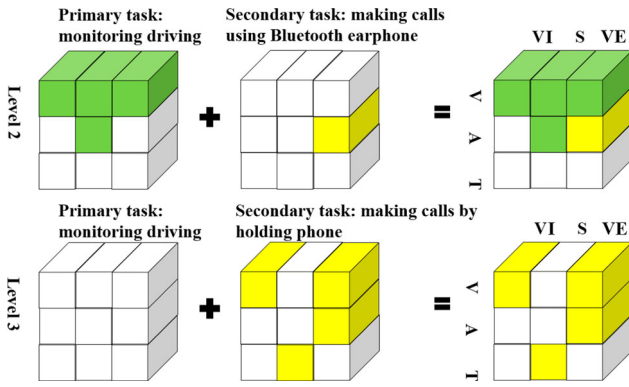 Primary task:
monitoring driving
Secondary task: making calls
using Bluetooth earphone
VI S VE
Level 2
+
=
V
A
T
Primary task:
monitoring driving
Secondary task: making calls by
holding phone
VI S VE
Level 3
+
=
V
A
T